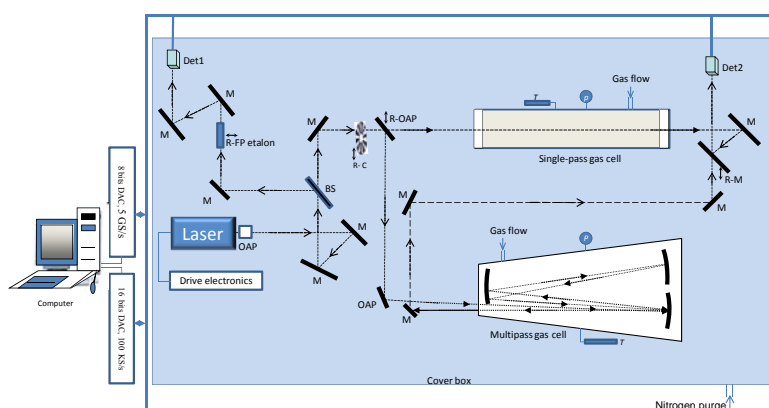 Det1
Det2
Gas flow
T
p
M
M
M
R-OAP
M
R-FP etalon
R- C
Single-pass gas cell
R-M
M
BS
M
M
8 bits DAC, 5 GS/s
Laser
OAP
M
Gas flow
P
Drive electronics
M
Computer
16 bits DAC, 100 KS/s
OAP
M
Multipass gas cell
T
Cover box
Nitrogen purge